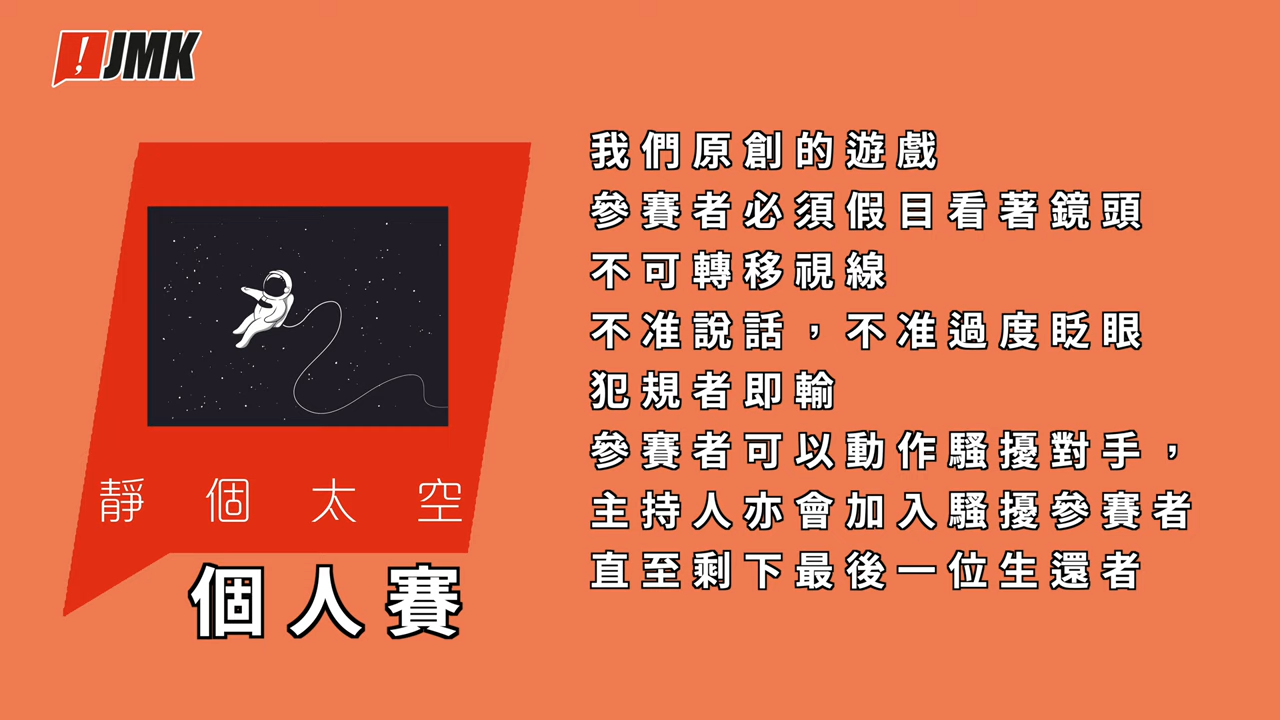 !JMK
我們原創的遊戲
參賽者必須假目看著鏡頭
不可轉移視線
不准說話，不准過度眨眼
犯規者即輸
參賽者可以動作騷擾對手，
主持人亦會加入騷擾參賽者
直至剩下最後一位生還者
靜個太空
個人賽